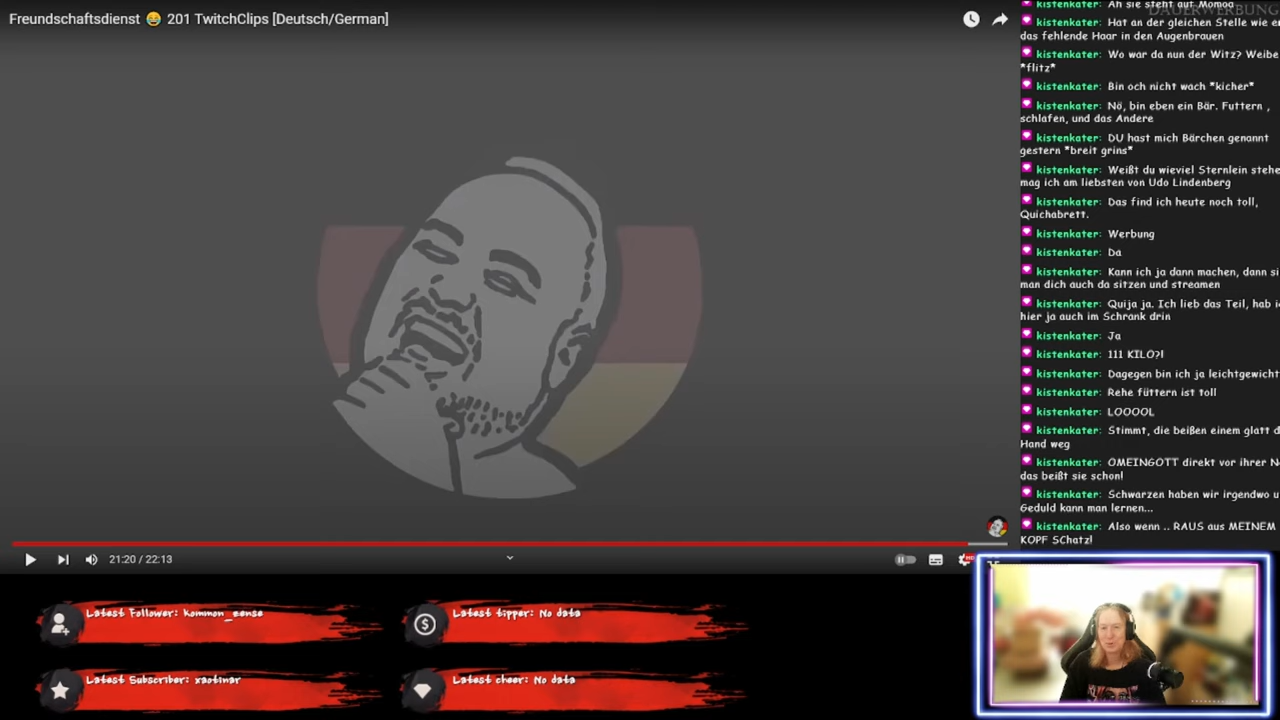 Freundschaftsdienst 😂 201 TwitchClips [Deutsch/German]
DAUERWERBUNG
kistenkater: Ah sie steht auf Momoa
kistenkater: Hat an der gleichen Stelle wie er
das fehlende Haar in den Augenbrauen
kistenkater: Wo war da nun der Witz? Weibe
*flitz*
kistenkater: Bin och nicht wach *kicher*
kistenkater: Nö, bin eben ein Bär. Futtern ,
schlafen, und das Andere
kistenkater: DU hast mich Bärchen genannt
gestern *breit grins*
kistenkater: Weißt du wieviel Sternlein stehe
mag ich am liebsten von Udo Lindenberg
kistenkater: Das find ich heute noch toll,
Quichabrett.
kistenkater: Werbung
kistenkater: Da
kistenkater: Kann ich ja dann machen, dann si
man dich auch da sitzen und streamen
kistenkater: Quija ja. Ich lieb das Teil, hab i
hier ja auch im Schrank drin
kistenkater: Ja
kistenkater: 111 KILO?!
kistenkater: Dagegen bin ich ja leichtgewicht
kistenkater: Rehe füttern ist toll
kistenkater: LOOOOL
kistenkater: Stimmt, die beißen einem glatt d
Hand weg
kistenkater: OMEINGOTT direkt vor ihrer N
das beißt sie schon!
kistenkater: Schwarzen haben wir irgendwo u
Geduld kann man lernen...
kistenkater: Also wenn .. RAUS aus MEINEM
KOPF SChatz!
21:20 / 22:13
Latest Follower: Kommon_zense
Latest tipper: No data
Latest Subscriber: xaotinar
Latest cheer: No data